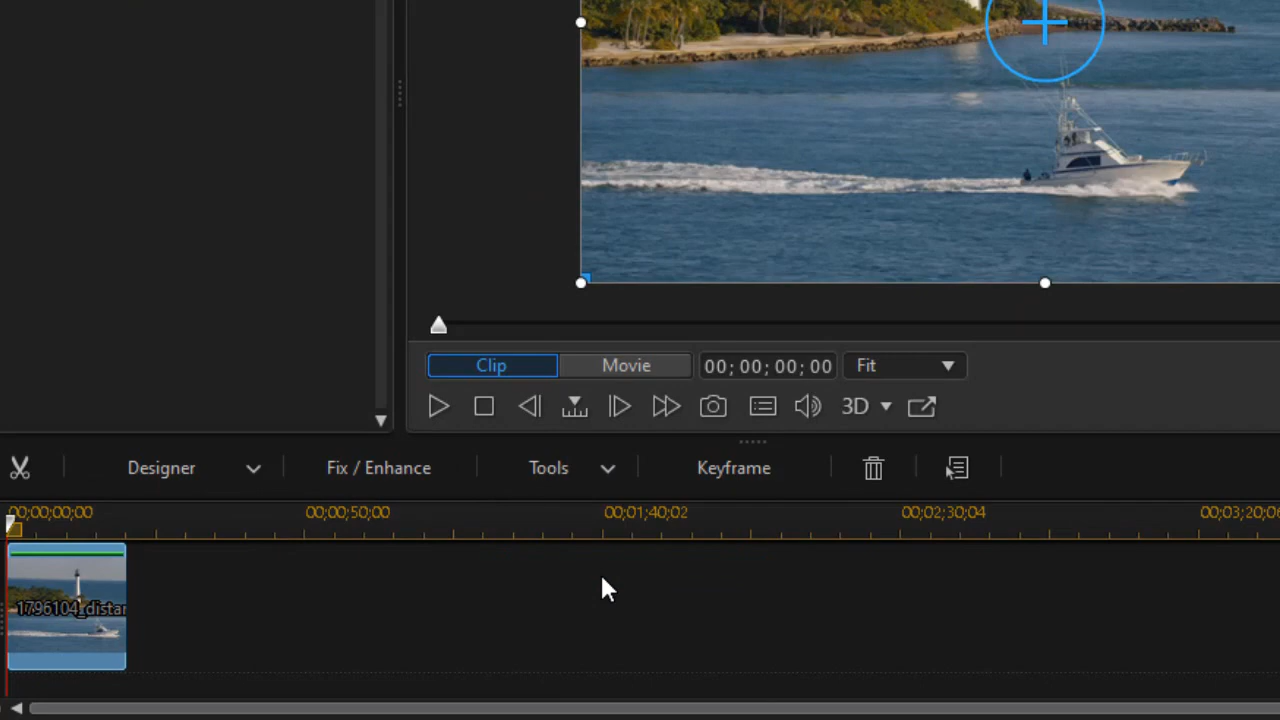 Clip Movie 00; 00; 00; 00 Fit
3D
Designer Fix / Enhance Tools Keyframe
00;00;00;00 00;00;50;00 00;01;40;02 00;02;30;04 00;03;20;06
1796104_distan